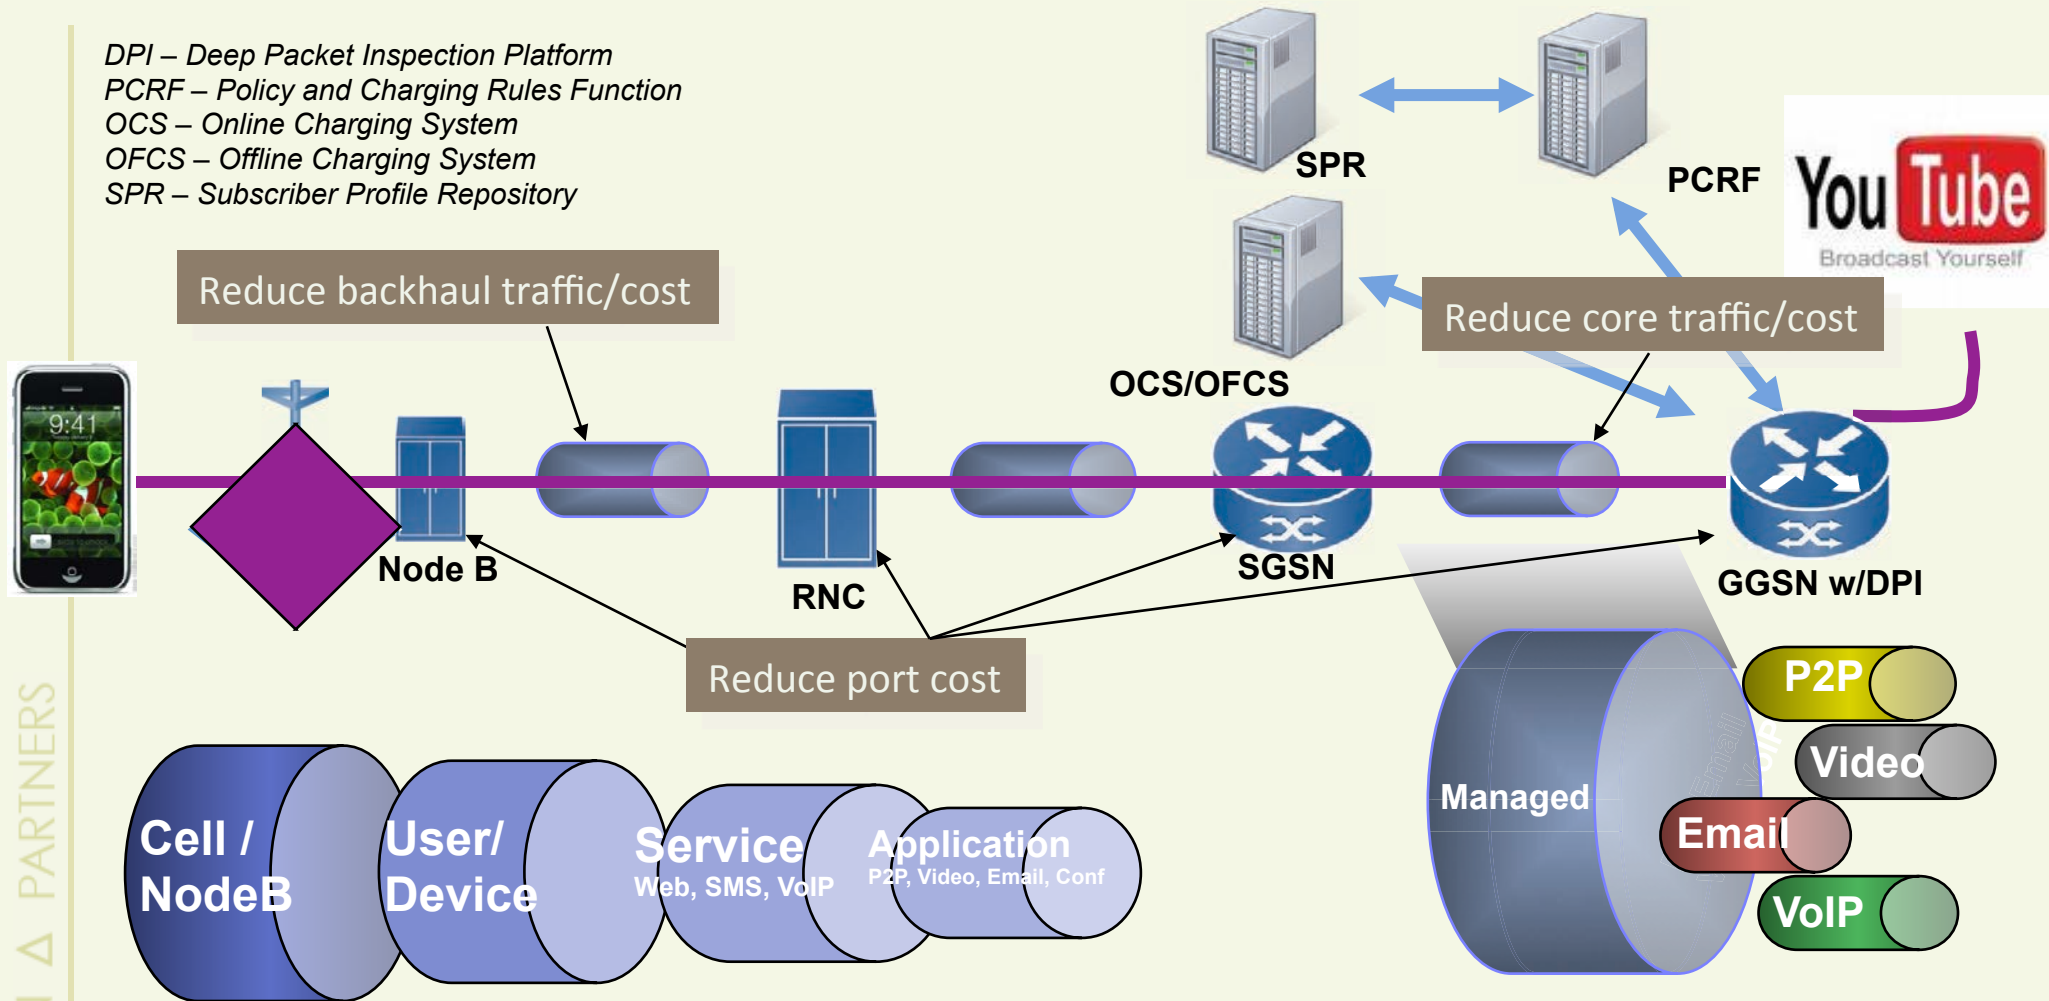 DPI – Deep Packet Inspection Platform
PCRF – Policy and Charging Rules Function
OCS – Online Charging System
OFCS – Offline Charging System
SPR – Subscriber Profile Repository
SPR
PCRF
You Tube
Broadcast Yourself
Reduce backhaul traffic/cost
Reduce core traffic/cost
OCS/OFCS
9:41
Node B
RNC
SGSN
GGSN w/DPI
Reduce port cost
PARTNERS
Cell /
NodeB
User/
Device
Service
Web, SMS, VoIP
Application
P2P, Video, Email, Conf
Managed
Email
VoIP
P2P
Video
Email
VoIP